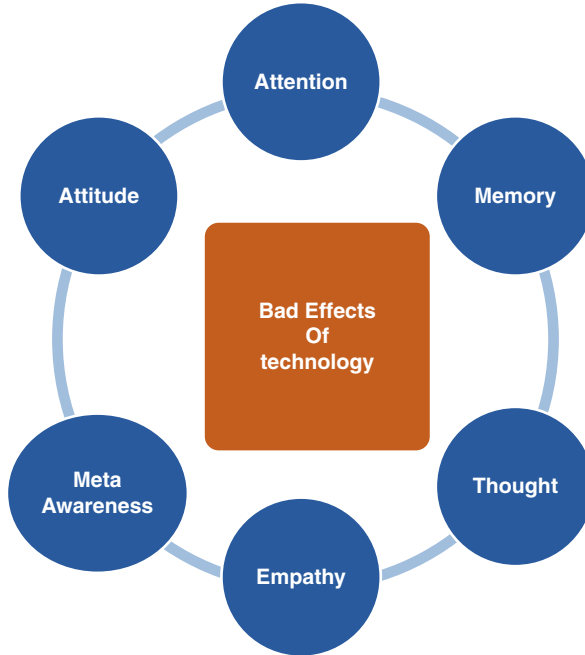 Attention
Attitude
Memory
Bad Effects
Of
technology
Meta
Awareness
Thought
Empathy